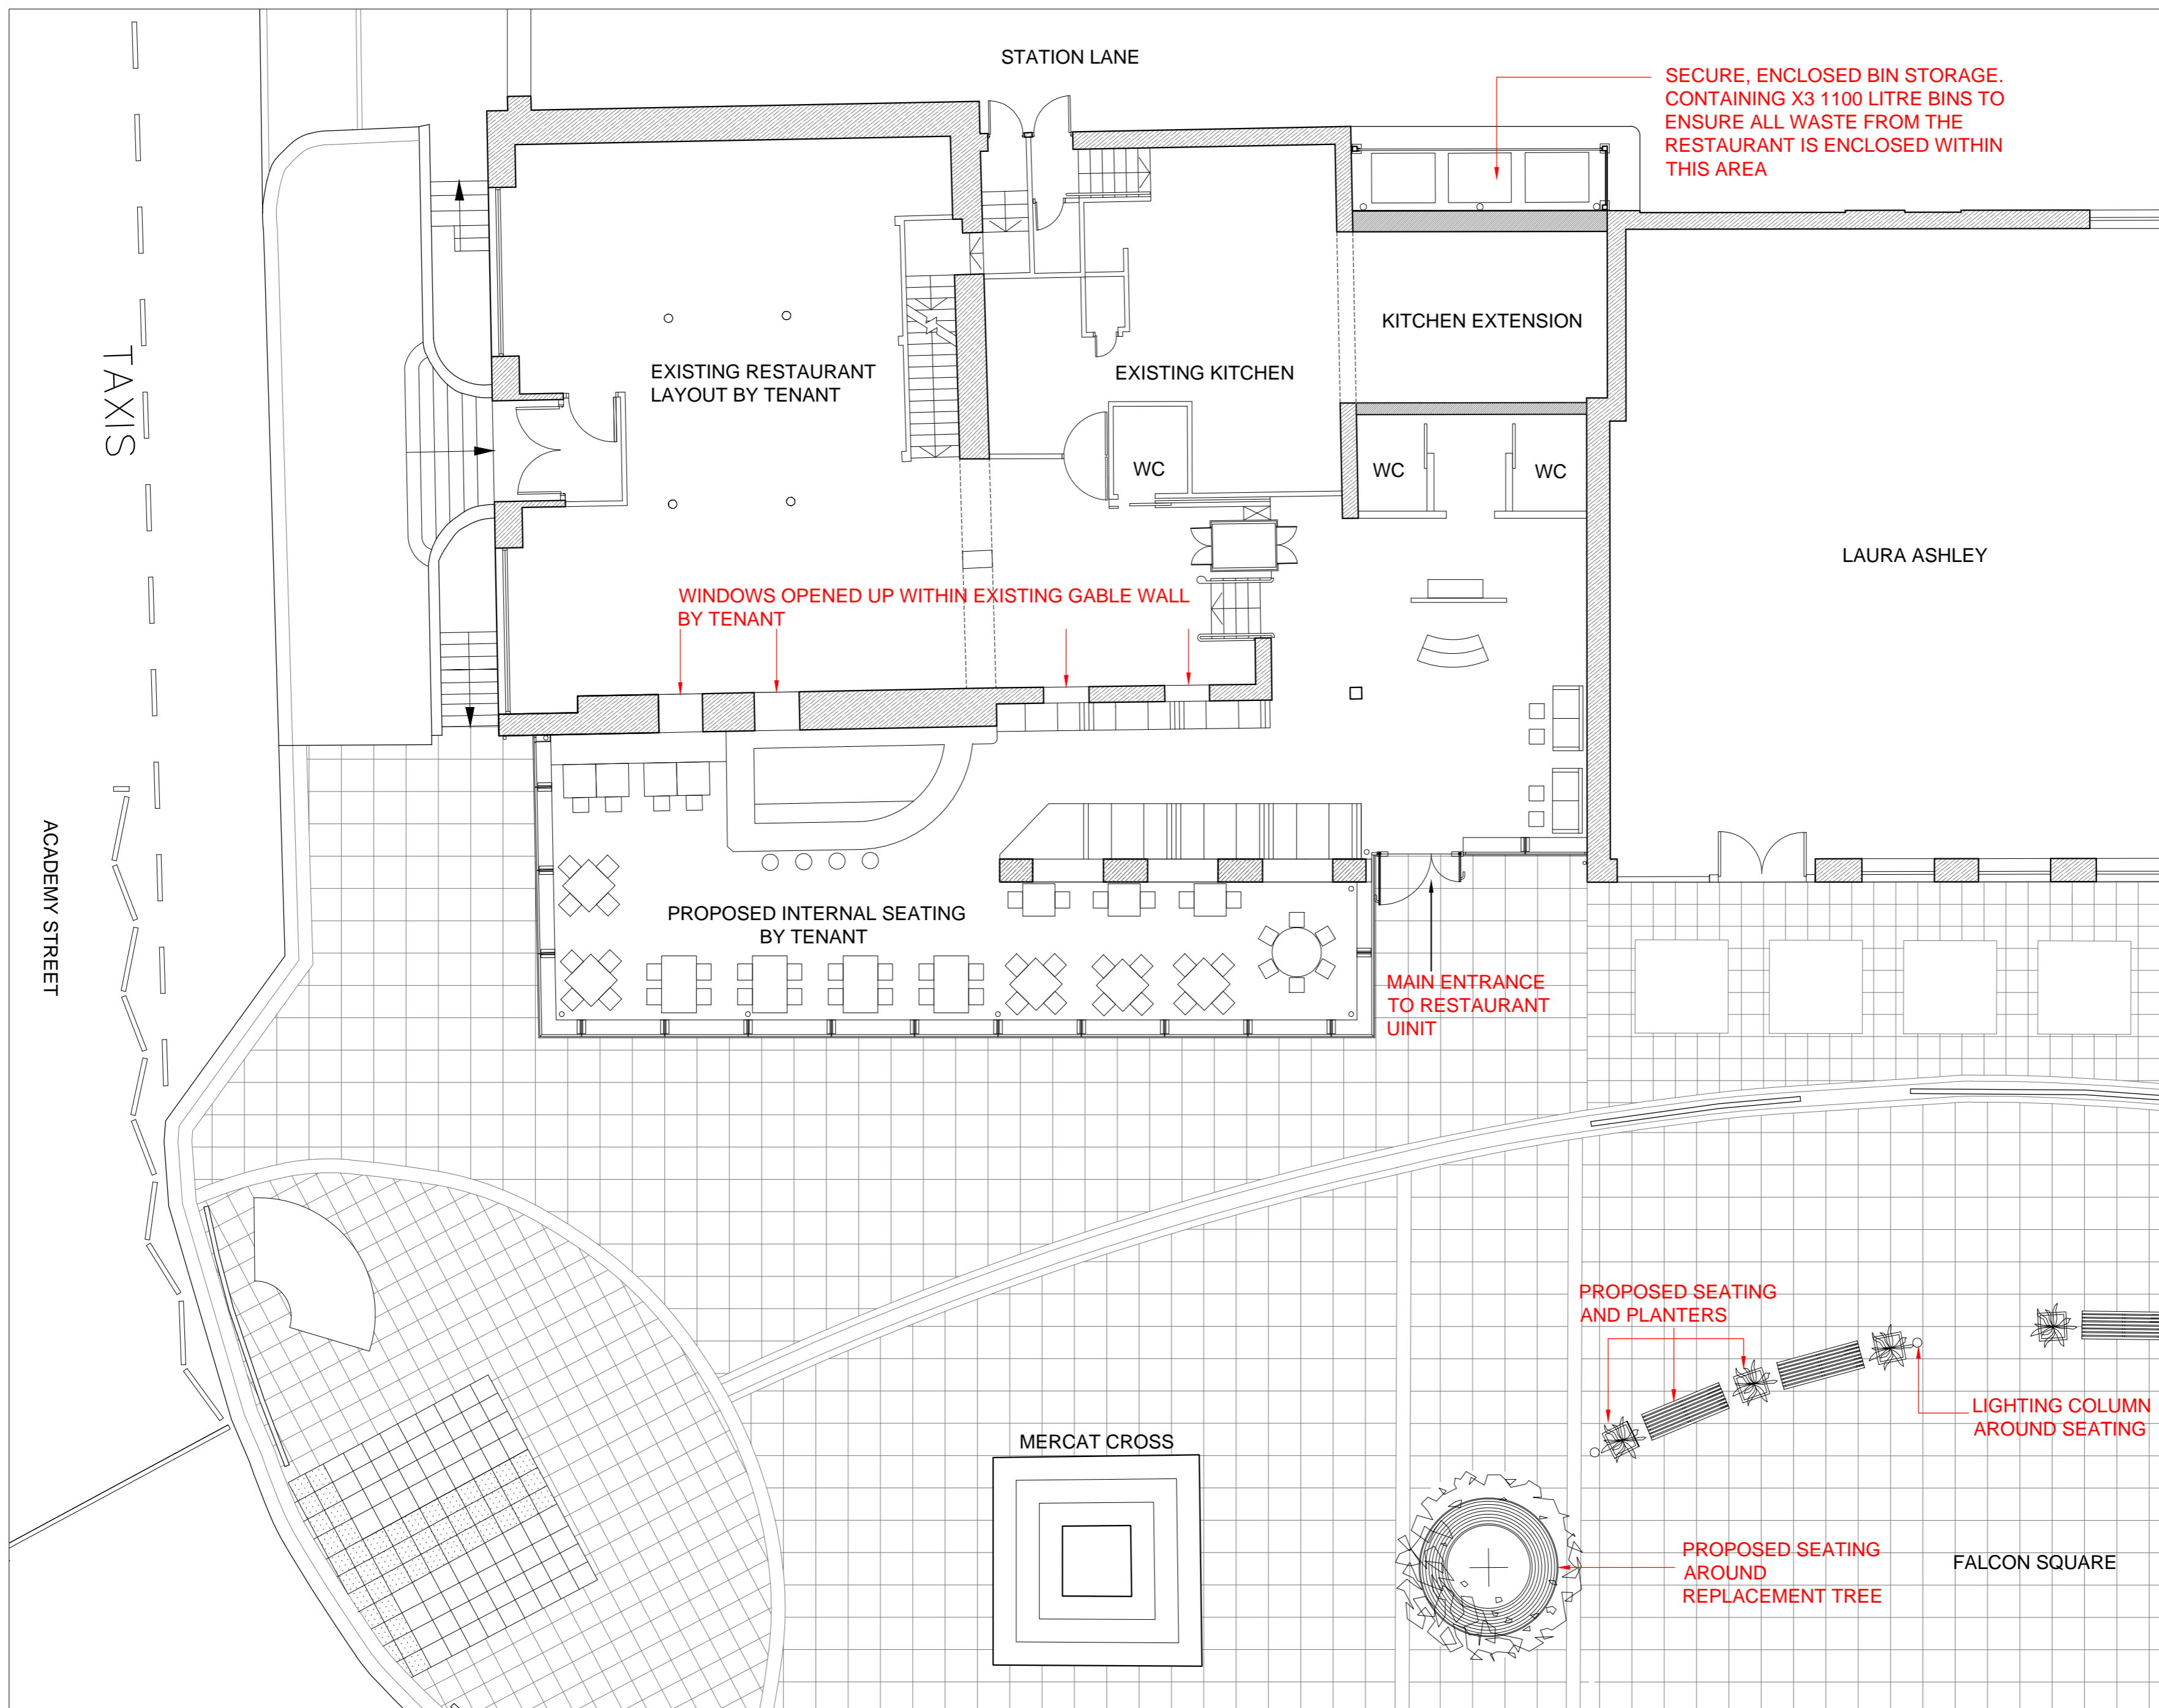 STATION LANE
SECURE, ENCLOSED BIN STORAGE.
CONTAINING X3 1100 LITRE BINS TO
ENSURE ALL WASTE FROM THE
RESTAURANT IS ENCLOSED WITHIN
THIS AREA
KITCHEN EXTENSION
EXISTING RESTAURANT
LAYOUT BY TENANT
EXISTING KITCHEN
TAXIS
WC
WC
WC
LAURA ASHLEY
WINDOWS OPENED UP WITHIN EXISTING GABLE WALL
BY TENANT
ACADEMY STREET
PROPOSED INTERNAL SEATING
BY TENANT
MAIN ENTRANCE
TO RESTAURANT
UINIT
PROPOSED SEATING
AND PLANTERS
LIGHTING COLUMN
AROUND SEATING
MERCAT CROSS
PROPOSED SEATING
AROUND
REPLACEMENT TREE
FALCON SQUARE